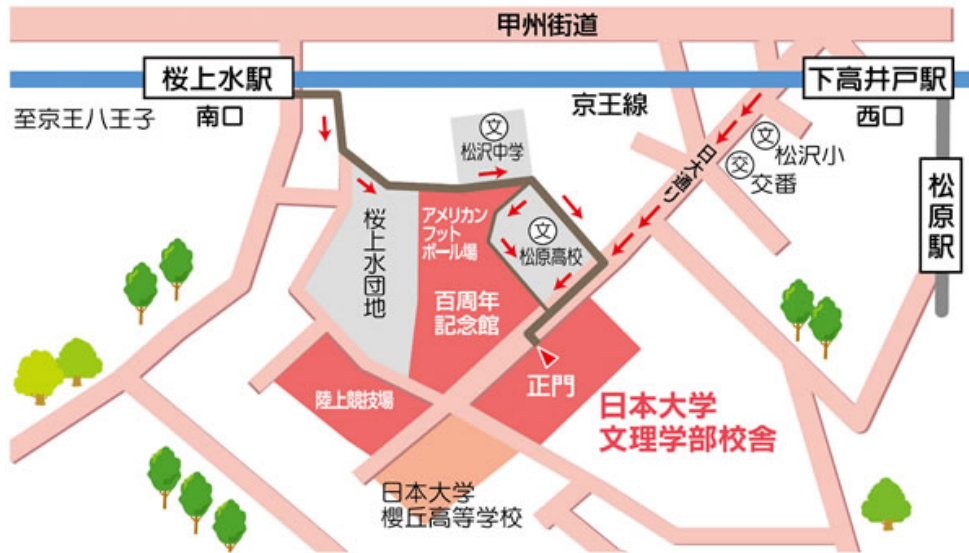 甲州街道
桜上水駅
下高井戸駅
至京王八王子
南口
京王線
西口
文
松沢中学
日大通り
文
松沢小
交
交番
松原駅
桜上水団地
アメリカン
フット
ボール場
文
松原高校
百周年
記念館
正門
陸上競技場
日本大学
文理学部校舎
日本大学
櫻丘高等学校